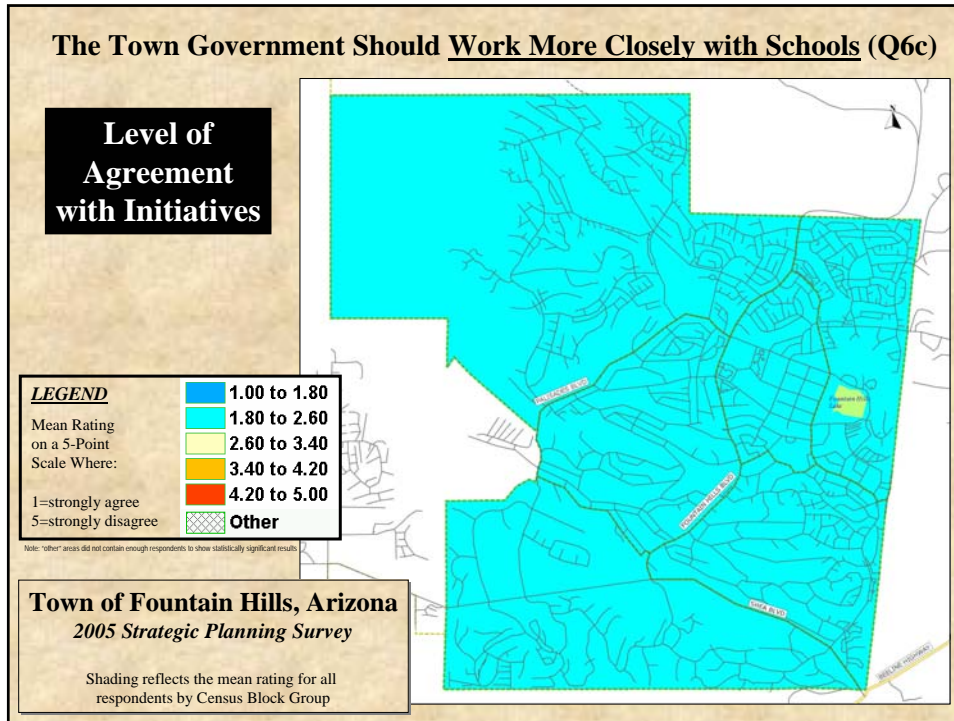 The Town Government Should Work More Closely with Schools (Q6c)
Level of
Agreement
with Initiatives
PALISADES BLVD
Fountain Hills
Lake
FOUNTAIN HILLS BLVD
SHEA BLVD
BEELINE HIGHWAY
LEGEND
Mean Rating
on a 5-Point
Scale Where:
1=strongly agree
5=strongly disagree
1.00 to 1.80
1.80 to 2.60
2.60 to 3.40
3.40 to 4.20
4.20 to 5.00
Other
Note: "other" areas did not contain enough respondents to show statistically significant results
Town of Fountain Hills, Arizona
2005 Strategic Planning Survey
Shading reflects the mean rating for all
respondents by Census Block Group